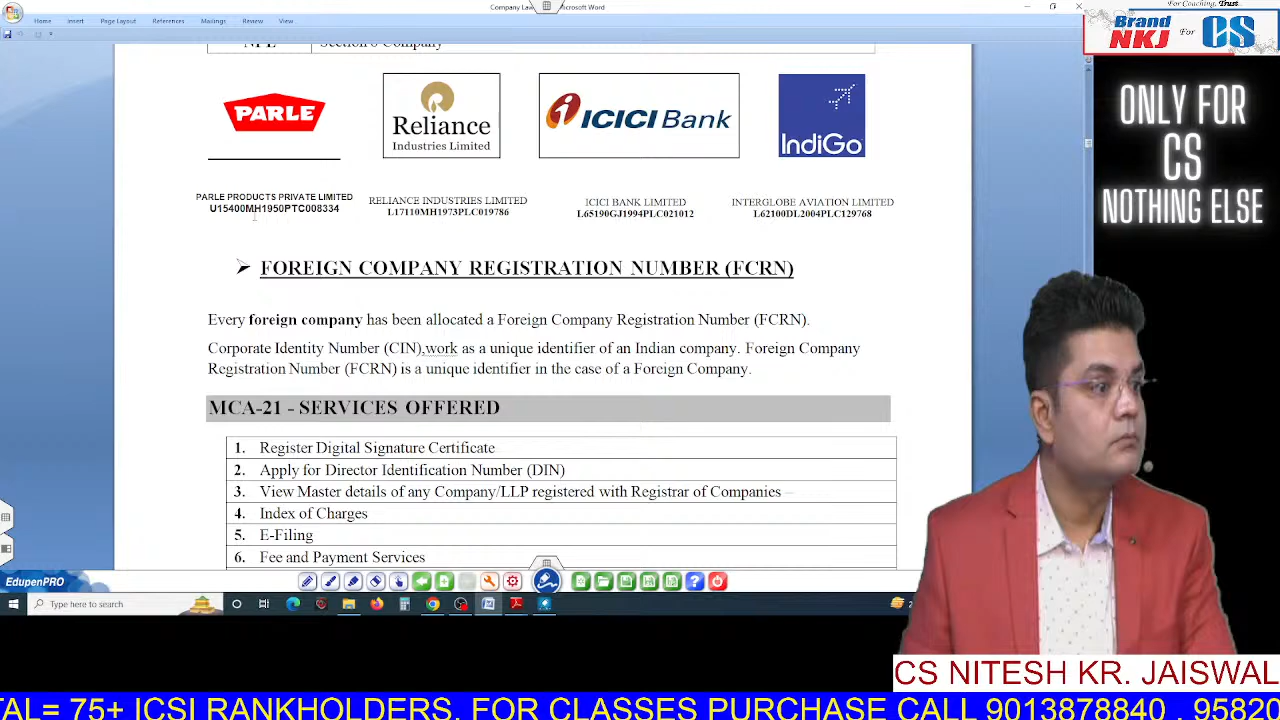 Company Law
Microsoft Word
Home Insert Page Layout References Mailings Review View
Section 8 Company
PARLE
Reliance
Industries Limited
ICICI Bank
IndiGo
PARLE PRODUCTS PRIVATE LIMITED
U15400MH1950PTC008334
RELIANCE INDUSTRIES LIMITED
L17110MH1973PLC019786
ICICI BANK LIMITED
L65190GJ1994PLC021012
INTERGLOBE AVIATION LIMITED
L62100DL2004PLC129768
FOREIGN COMPANY REGISTRATION NUMBER (FCRN)
Every foreign company has been allocated a Foreign Company Registration Number (FCRN).
Corporate Identity Number (CIN),work as a unique identifier of an Indian company. Foreign Company
Registration Number (FCRN) is a unique identifier in the case of a Foreign Company.
MCA-21 - SERVICES OFFERED
1. Register Digital Signature Certificate
2. Apply for Director Identification Number (DIN)
3. View Master details of any Company/LLP registered with Registrar of Companies –
4. Index of Charges
5. E-Filing
6. Fee and Payment Services
EdupenPRO
Type here to search
For Coaching, Trust
Brand
NKJ
For
CS
ONLY FOR
CS
NOTHING ELSE
CS NITESH KR. JAISWAL
TAL= 75+ ICSI RANKHOLDERS. FOR CLASSES PURCHASE CALL 9013878840 , 95820